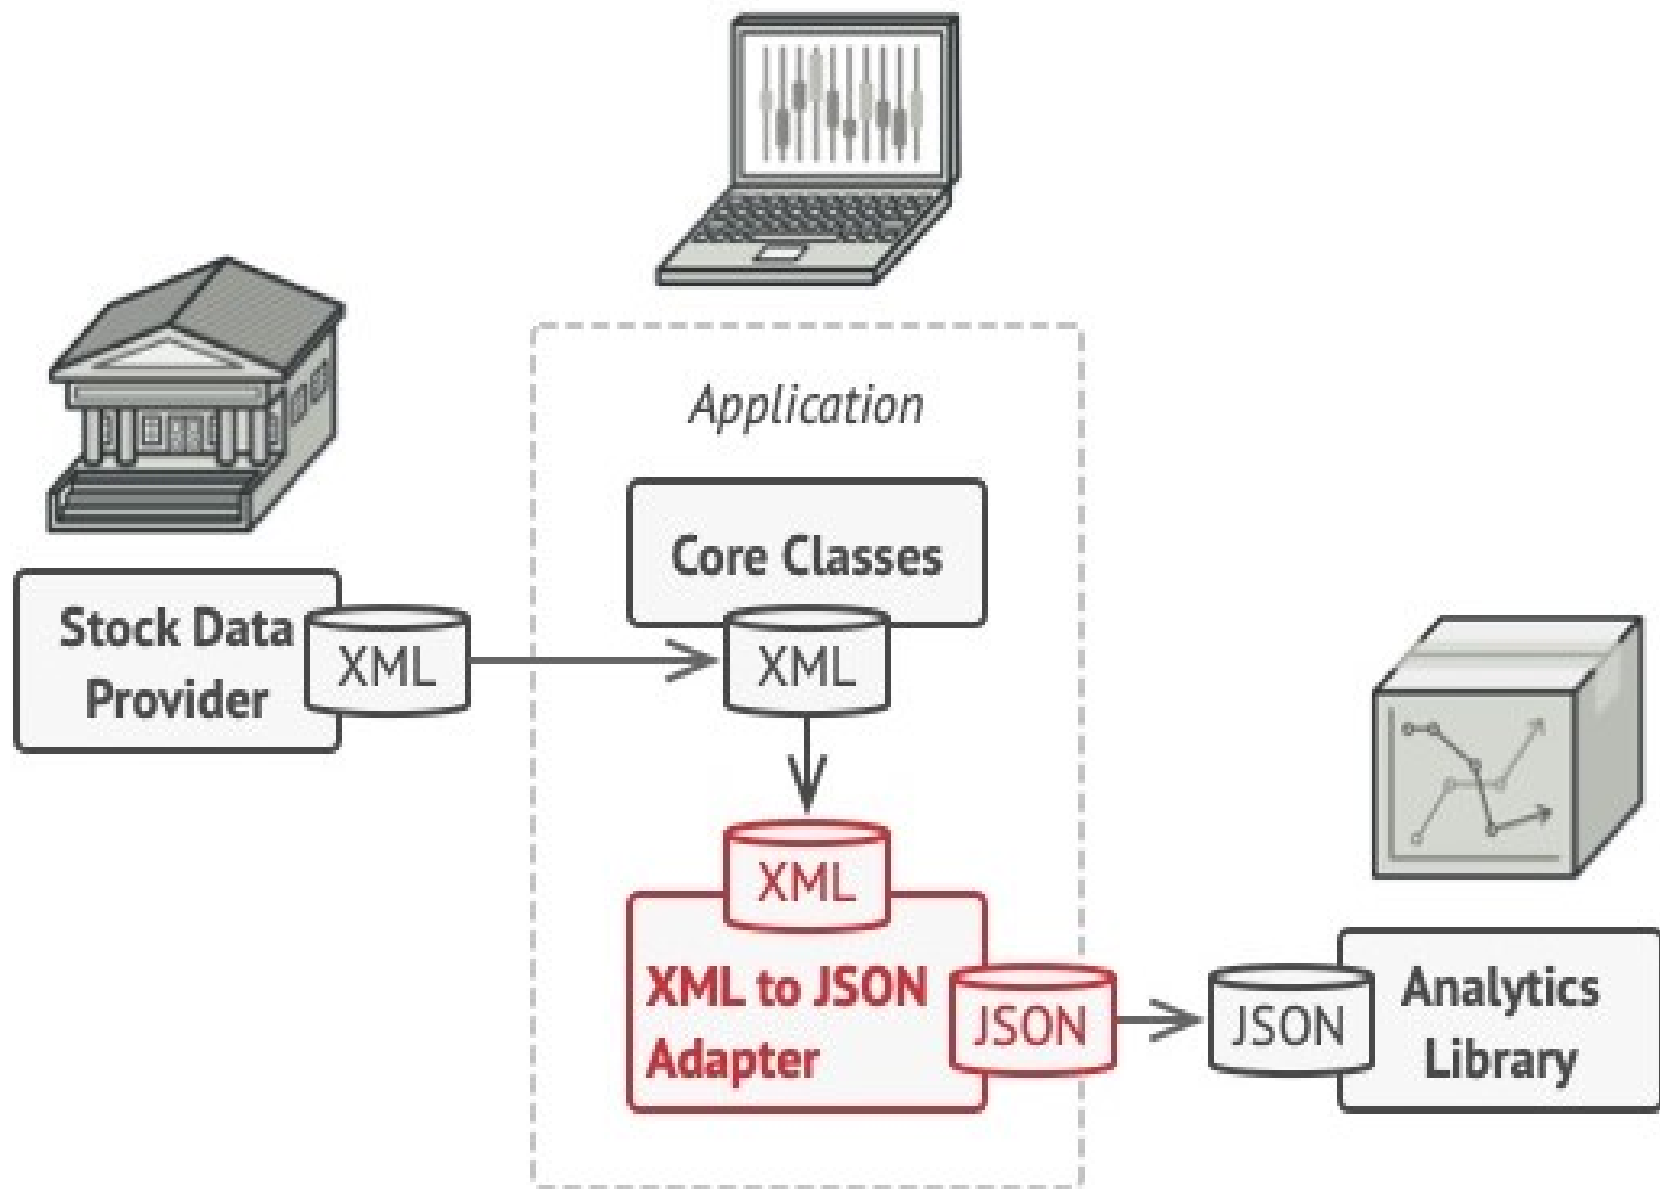 Application
Core Classes
Stock Data
Provider
XML
XML
XML
XML to JSON
Adapter
JSON
JSON
Analytics
Library